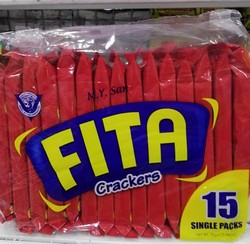 N.Y. San
FITA
Crackers
15
SINGLE PACKS